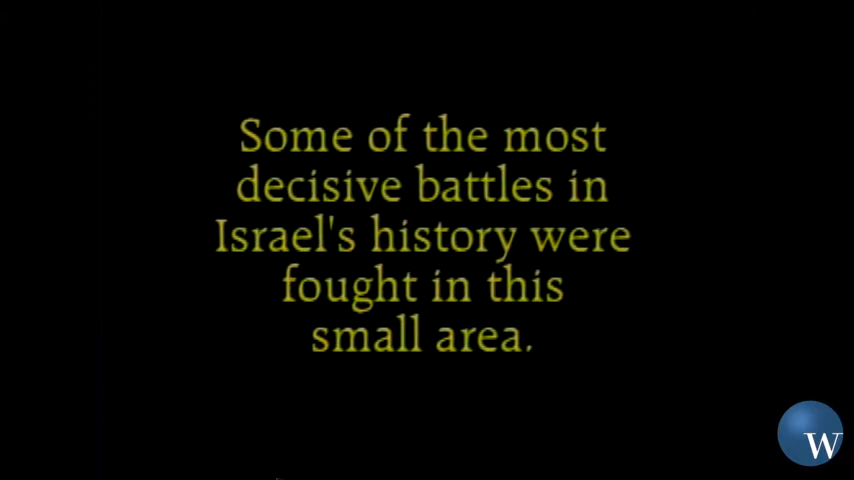 Some of the most
decisive battles in
Israel's history were
fought in this
small area.
W